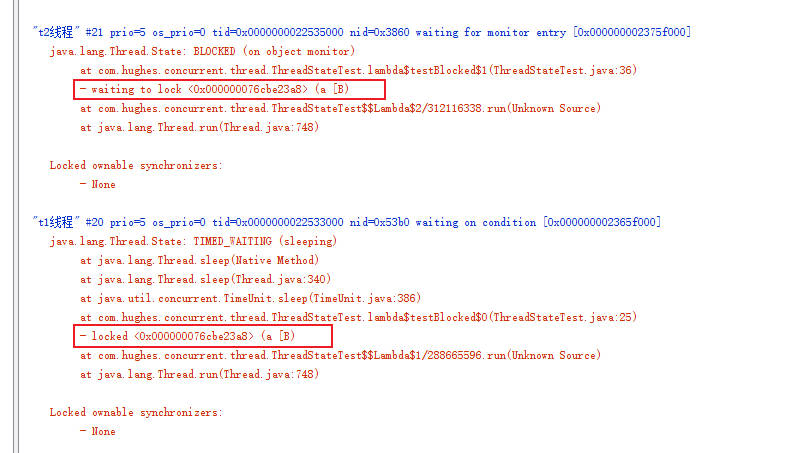 "t2线程" #21 prio=5 os_prio=0 tid=0x0000000022535000 nid=0x3860 waiting for monitor entry [0x000000002375f000]
java.lang.Thread.State: BLOCKED (on object monitor)
at com.hughes.concurrent.thread.ThreadStateTest.lambda$testBlocked$1(ThreadStateTest.java:36)
- waiting to lock <0x000000076cbe23a8> (a [B)
at com.hughes.concurrent.thread.ThreadStateTest$$Lambda$2/312116338.run(Unknown Source)
at java.lang.Thread.run(Thread.java:748)
Locked ownable synchronizers:
- None
"t1线程" #20 prio=5 os_prio=0 tid=0x0000000022533000 nid=0x53b0 waiting on condition [0x000000002365f000]
java.lang.Thread.State: TIMED_WAITING (sleeping)
at java.lang.Thread.sleep(Native Method)
at java.lang.Thread.sleep(Thread.java:340)
at java.util.concurrent.TimeUnit.sleep(TimeUnit.java:386)
at com.hughes.concurrent.thread.ThreadStateTest.lambda$testBlocked$0(ThreadStateTest.java:25)
- locked <0x000000076cbe23a8> (a [B)
at com.hughes.concurrent.thread.ThreadStateTest$$Lambda$1/288665596.run(Unknown Source)
at java.lang.Thread.run(Thread.java:748)
Locked ownable synchronizers:
- None